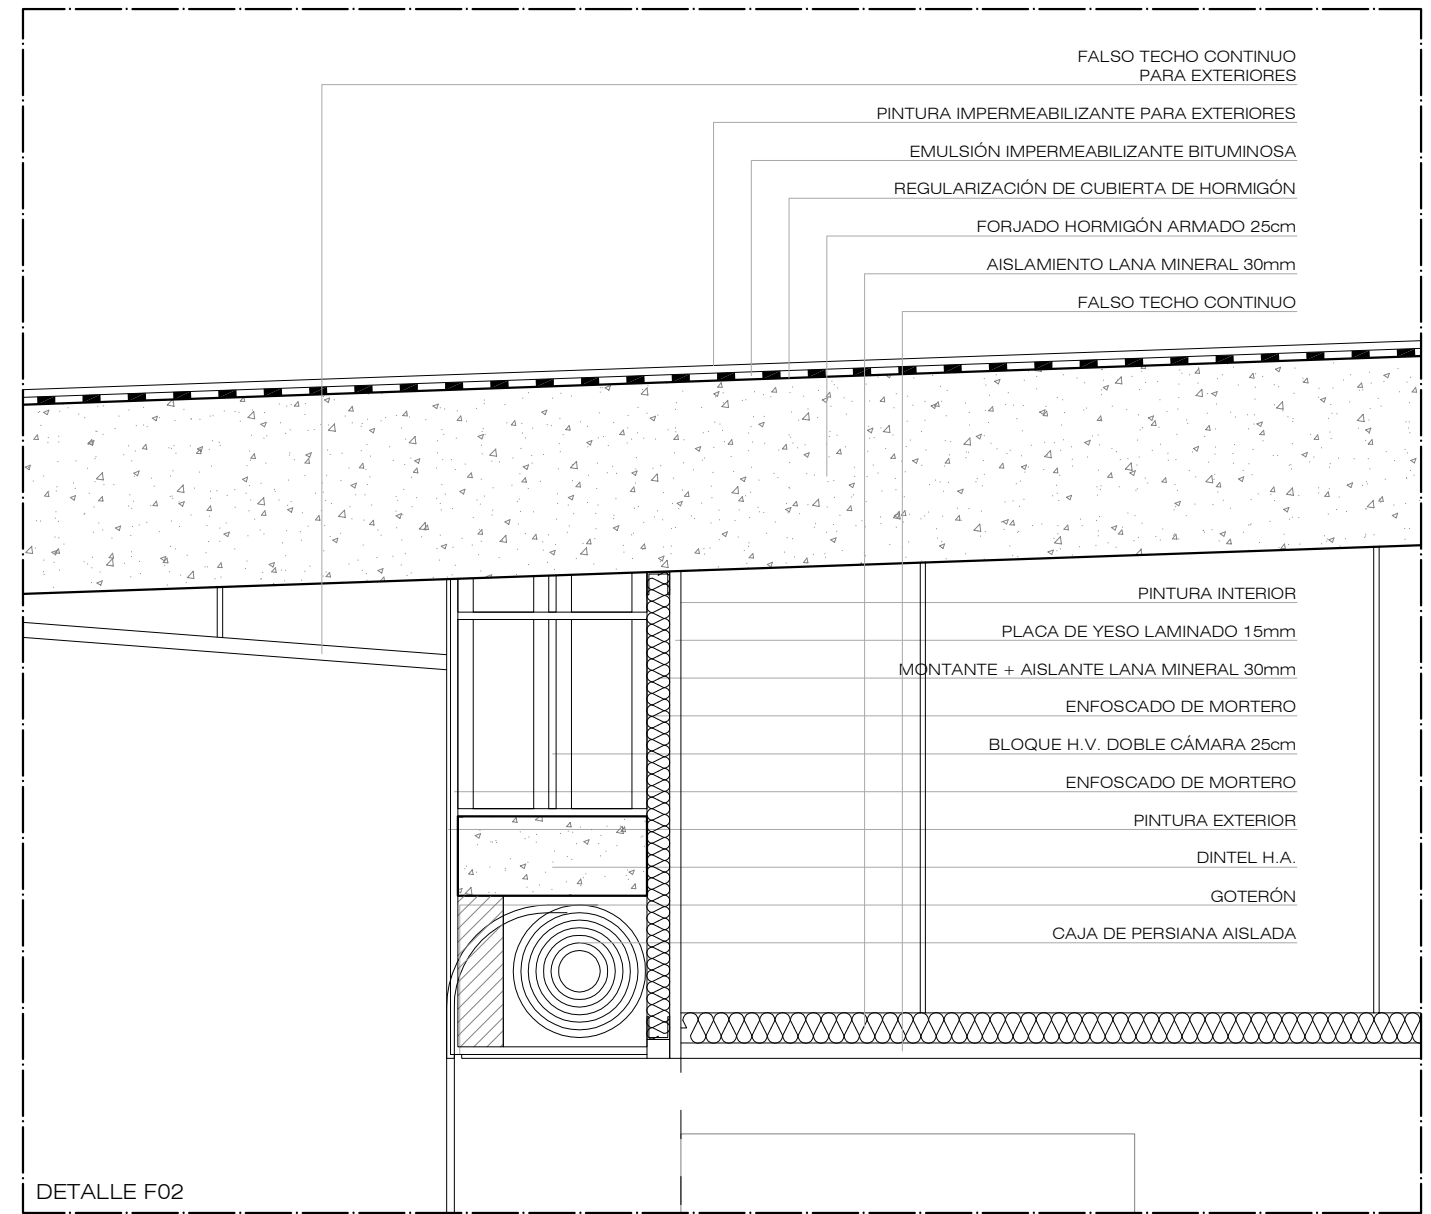 FALSO TECHO CONTINUO
PARA EXTERIORES
PINTURA IMPERMEABILIZANTE PARA EXTERIORES
EMULSIÓN IMPERMEABILIZANTE BITUMINOSA
REGULARIZACIÓN DE CUBIERTA DE HORMIGÓN
FORJADO HORMIGÓN ARMADO 25cm
AISLAMIENTO LANA MINERAL 30mm
FALSO TECHO CONTINUO
PINTURA INTERIOR
PLACA DE YESO LAMINADO 15mm
MONTANTE + AISLANTE LANA MINERAL 30mm
ENFOSCADO DE MORTERO
BLOQUE H.V. DOBLE CÁMARA 25cm
ENFOSCADO DE MORTERO
PINTURA EXTERIOR
DINTEL H.A.
GOTERÓN
CAJA DE PERSIANA AISLADA
DETALLE F02